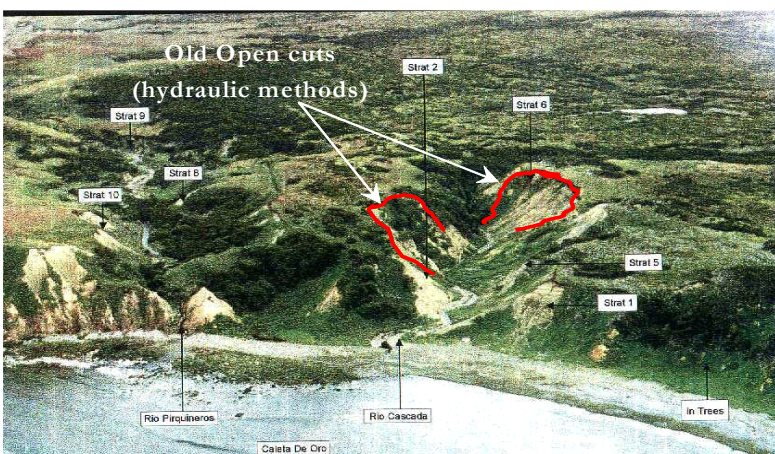 Old Open cuts
(hydraulic methods)
Strat 2
Strat 6
Strat 9
Strat 8
Strat 10
Strat 5
Strat 1
Rio Pirquineros
Rio Cascada
In Trees
Caleta De Oro